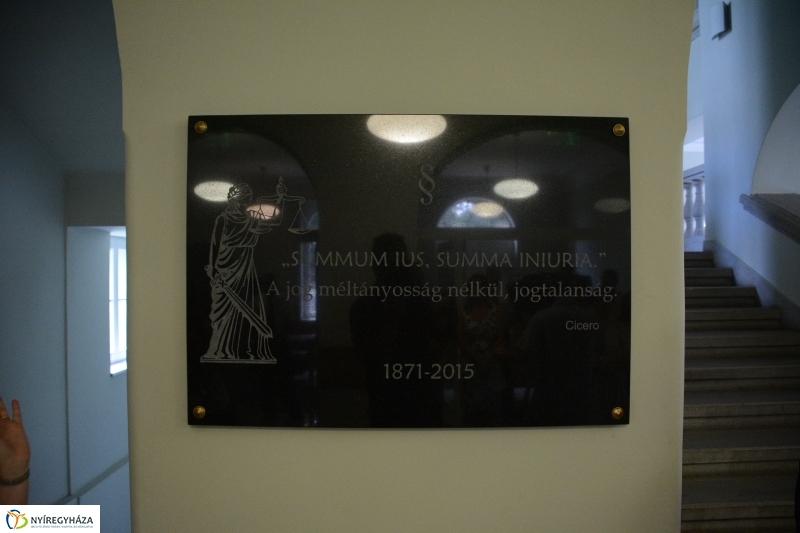 §
„SUMMUM IUS, SUMMA INIURIA.”
A jog méltányosság nélkül, jogtalanság.
Cicero
1871-2015
NYÍREGYHÁZA